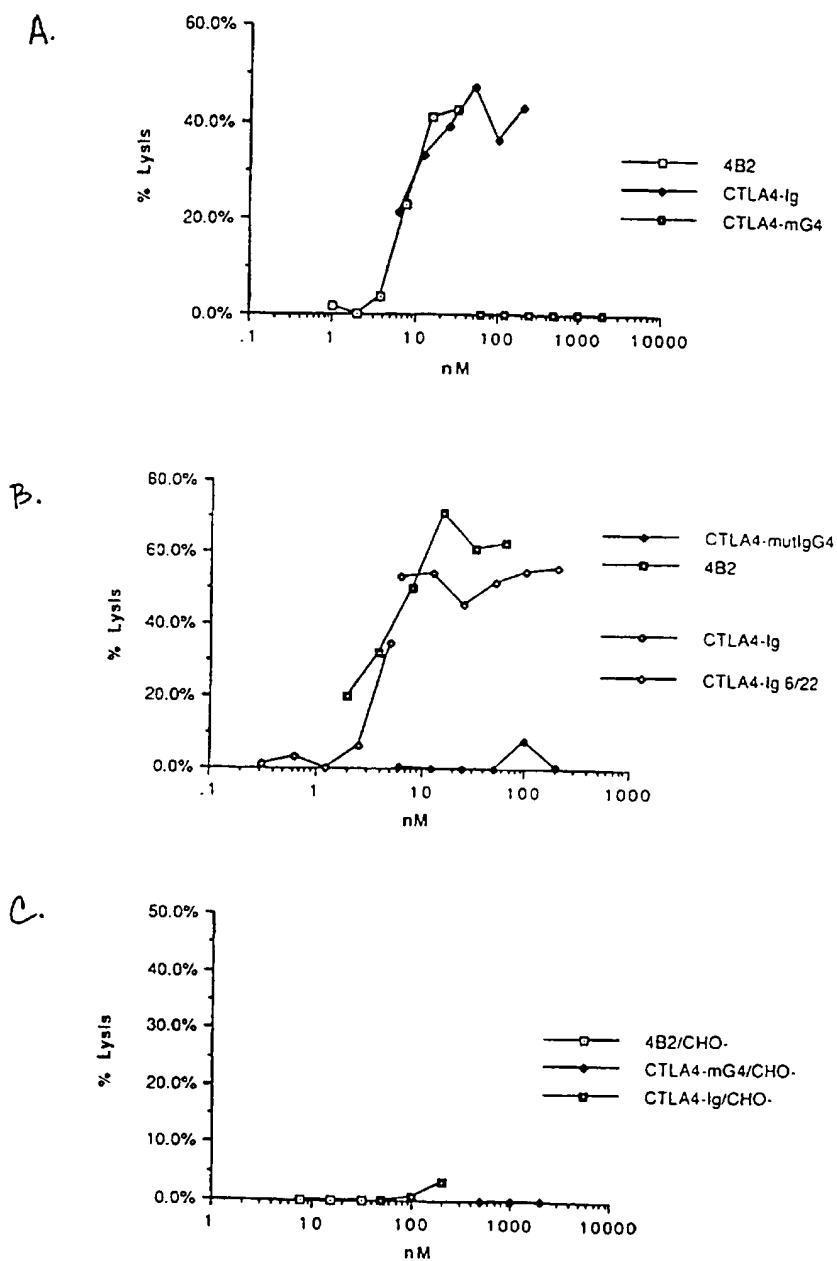 A.
60.0%
40.0%
20.0%
0.0%
% Lysis
.1 1 10 100 1000 10000
nM
4B2
CTLA4-Ig
CTLA4-mG4
B.
80.0%
60.0%
40.0%
20.0%
0.0%
% Lysis
.1 1 10 100 1000
nM
CTLA4-mutIgG4
4B2
CTLA4-Ig
CTLA4-Ig 6/22
C.
50.0%
40.0%
30.0%
20.0%
10.0%
0.0%
% Lysis
1 10 100 1000 10000
nM
4B2/CHO-
CTLA4-mG4/CHO-
CTLA4-Ig/CHO-